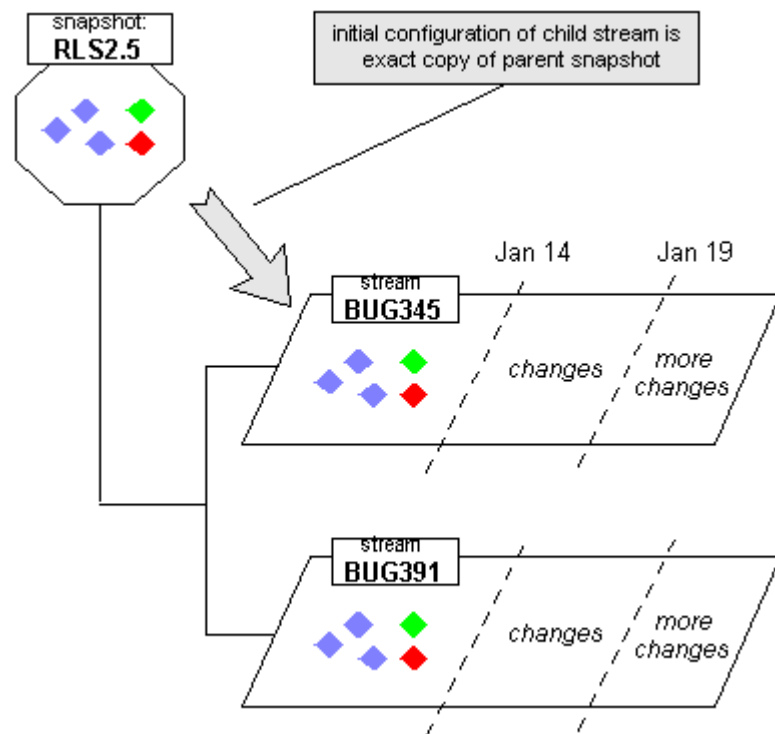 snapshot:
RLS2.5
initial configuration of child stream is
exact copy of parent snapshot
Jan 14
Jan 19
stream
BUG345
changes
more
changes
stream
BUG391
changes
more
changes